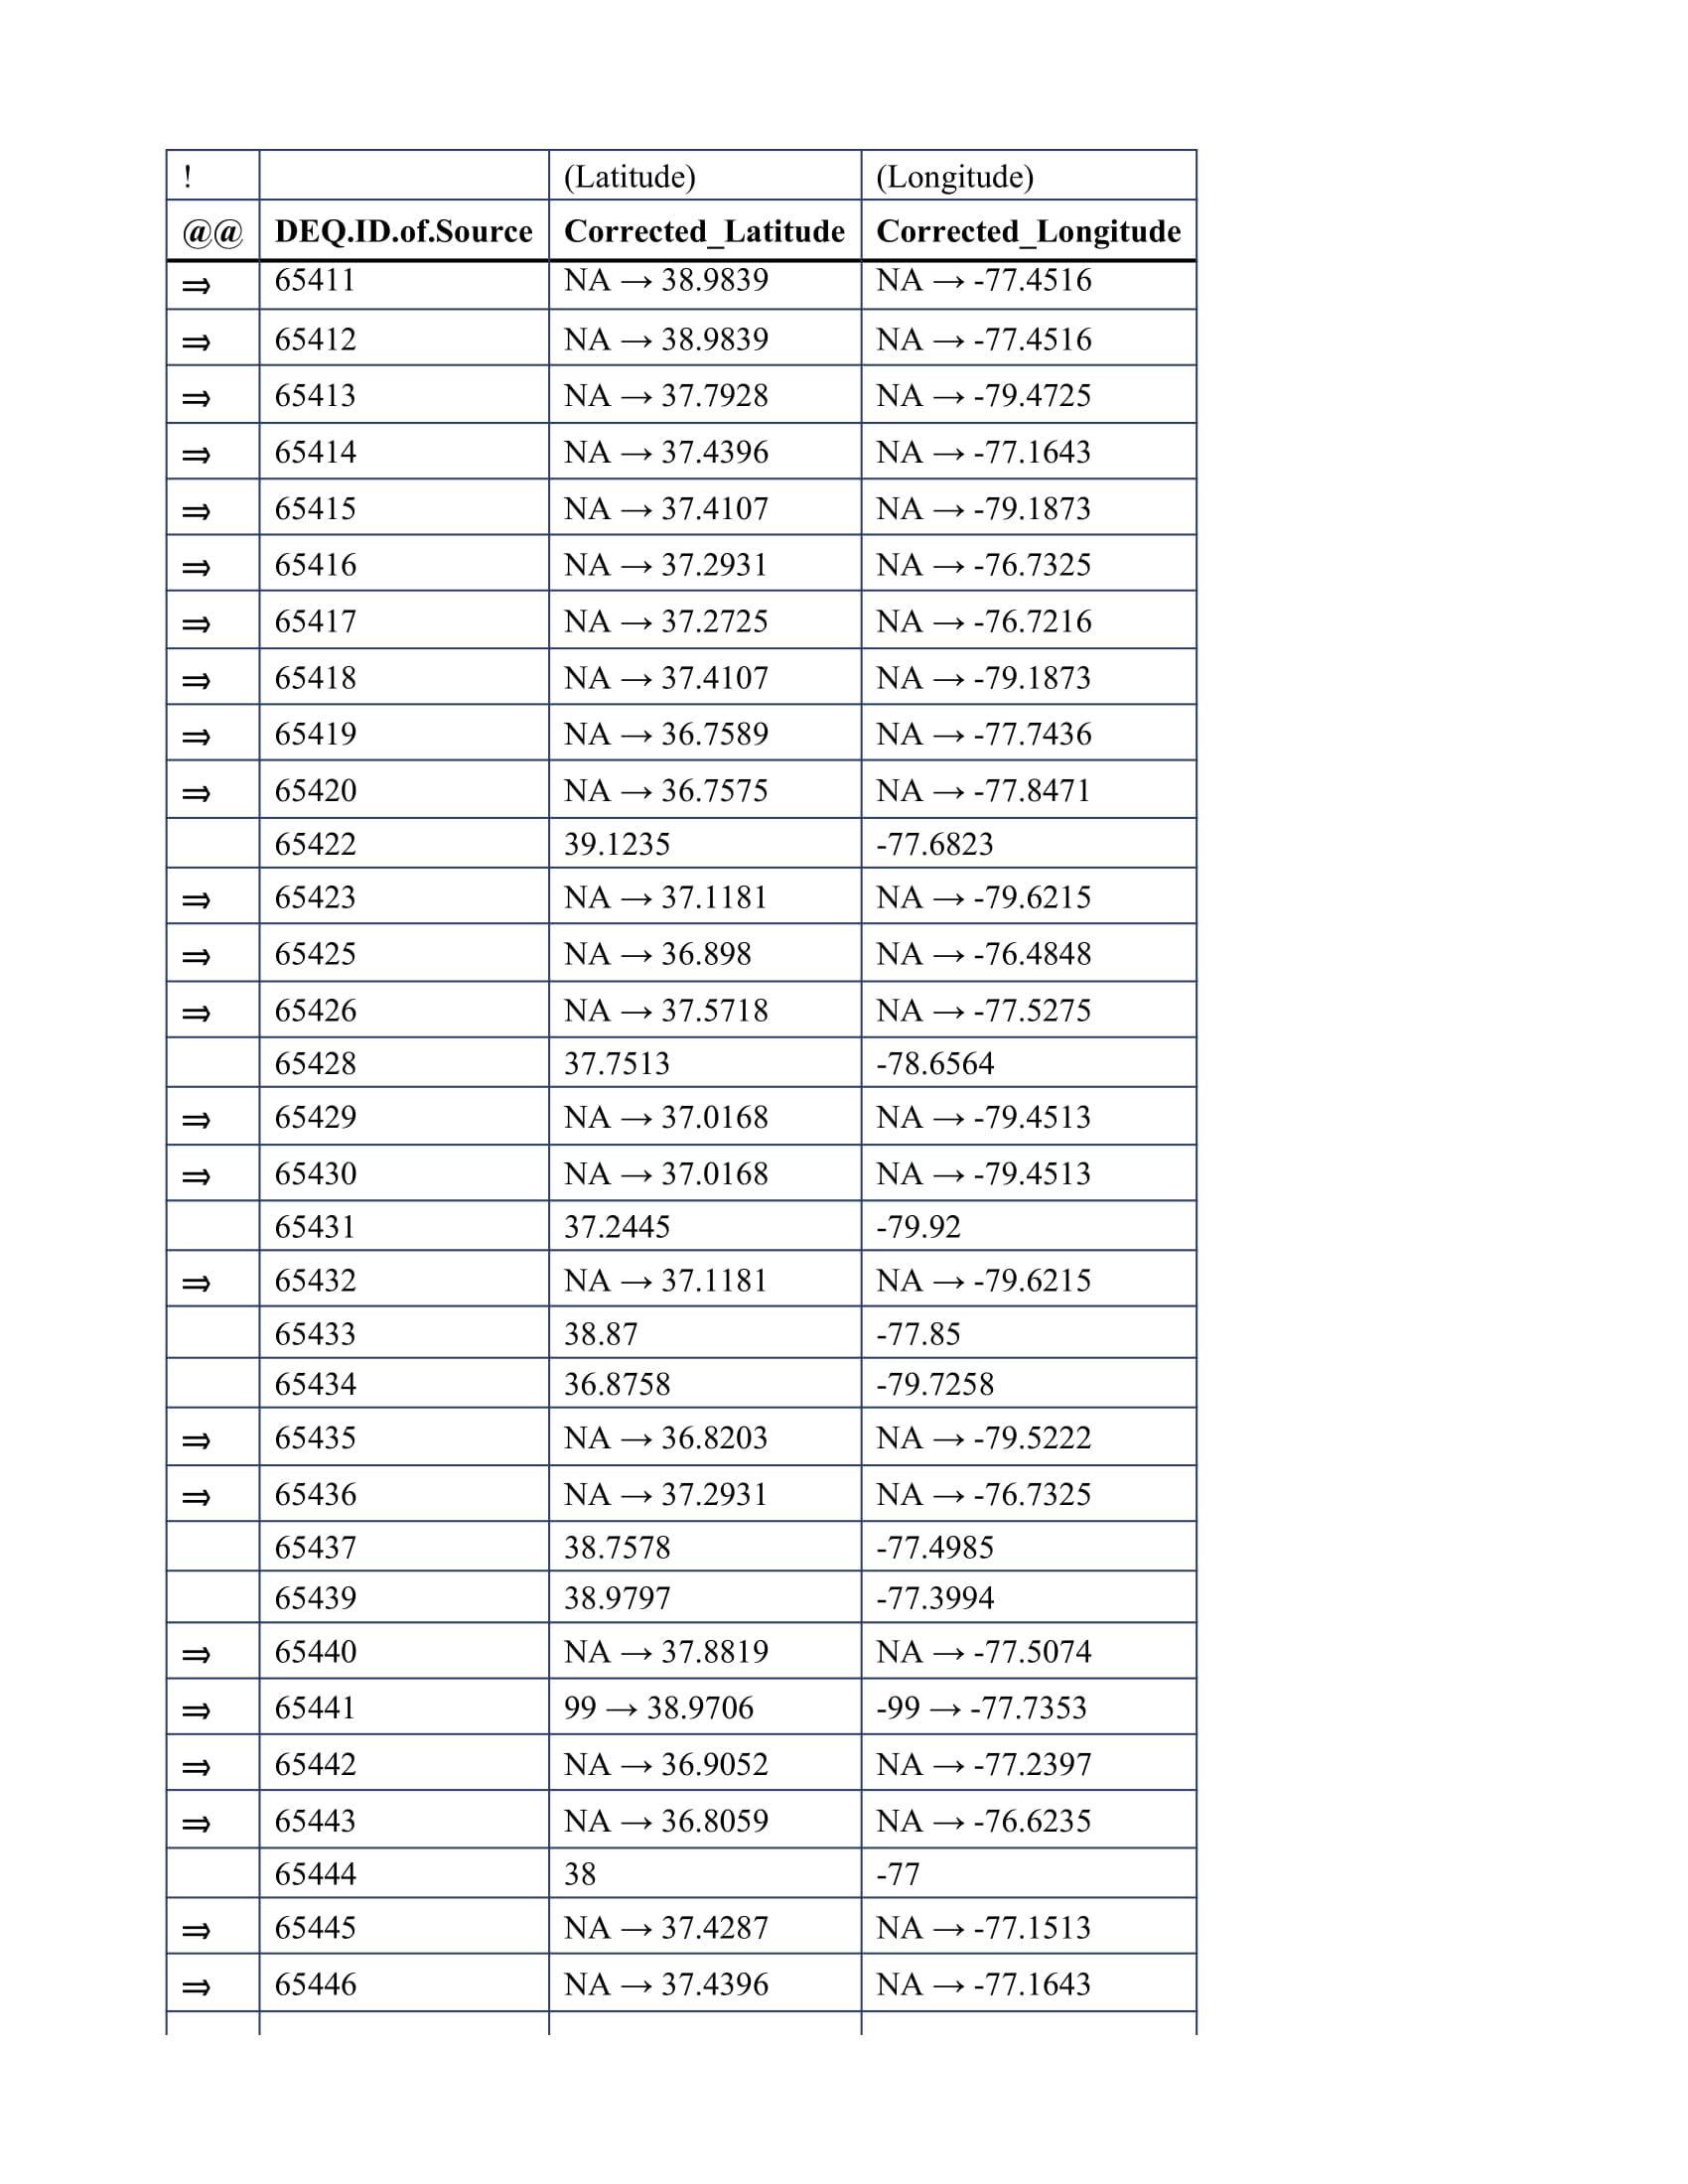 ! (Latitude) (Longitude)
@@ DEQ.ID.of.Source Corrected_Latitude Corrected_Longitude
⇒ 65411 NA → 38.9839 NA → -77.4516
⇒ 65412 NA → 38.9839 NA → -77.4516
⇒ 65413 NA → 37.7928 NA → -79.4725
⇒ 65414 NA → 37.4396 NA → -77.1643
⇒ 65415 NA → 37.4107 NA → -79.1873
⇒ 65416 NA → 37.2931 NA → -76.7325
⇒ 65417 NA → 37.2725 NA → -76.7216
⇒ 65418 NA → 37.4107 NA → -79.1873
⇒ 65419 NA → 36.7589 NA → -77.7436
⇒ 65420 NA → 36.7575 NA → -77.8471
65422 39.1235 -77.6823
⇒ 65423 NA → 37.1181 NA → -79.6215
⇒ 65425 NA → 36.898 NA → -76.4848
⇒ 65426 NA → 37.5718 NA → -77.5275
65428 37.7513 -78.6564
⇒ 65429 NA → 37.0168 NA → -79.4513
⇒ 65430 NA → 37.0168 NA → -79.4513
65431 37.2445 -79.92
⇒ 65432 NA → 37.1181 NA → -79.6215
65433 38.87 -77.85
65434 36.8758 -79.7258
⇒ 65435 NA → 36.8203 NA → -79.5222
⇒ 65436 NA → 37.2931 NA → -76.7325
65437 38.7578 -77.4985
65439 38.9797 -77.3994
⇒ 65440 NA → 37.8819 NA → -77.5074
⇒ 65441 99 → 38.9706 -99 → -77.7353
⇒ 65442 NA → 36.9052 NA → -77.2397
⇒ 65443 NA → 36.8059 NA → -76.6235
65444 38 -77
⇒ 65445 NA → 37.4287 NA → -77.1513
⇒ 65446 NA → 37.4396 NA → -77.1643